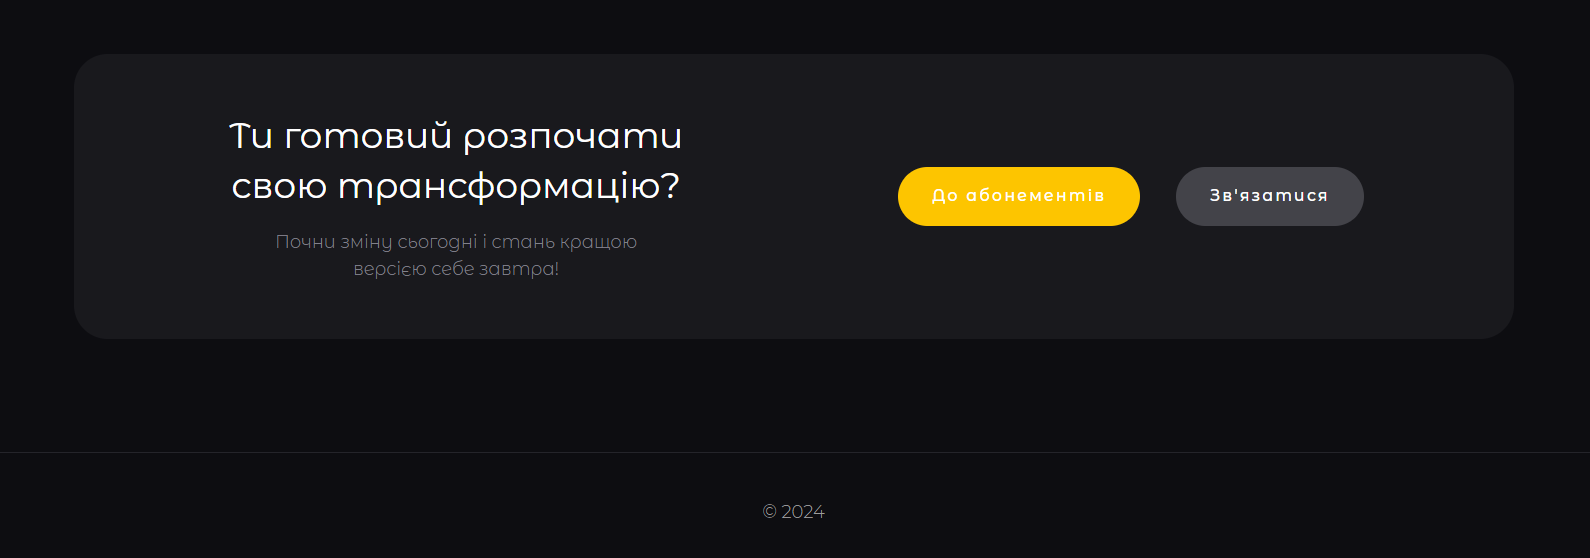 Ти готовий розпочати
свою трансформацію?
Почни зміну сьогодні і стань кращою
версією себе завтра!
До абонементів
Зв'язатися
© 2024